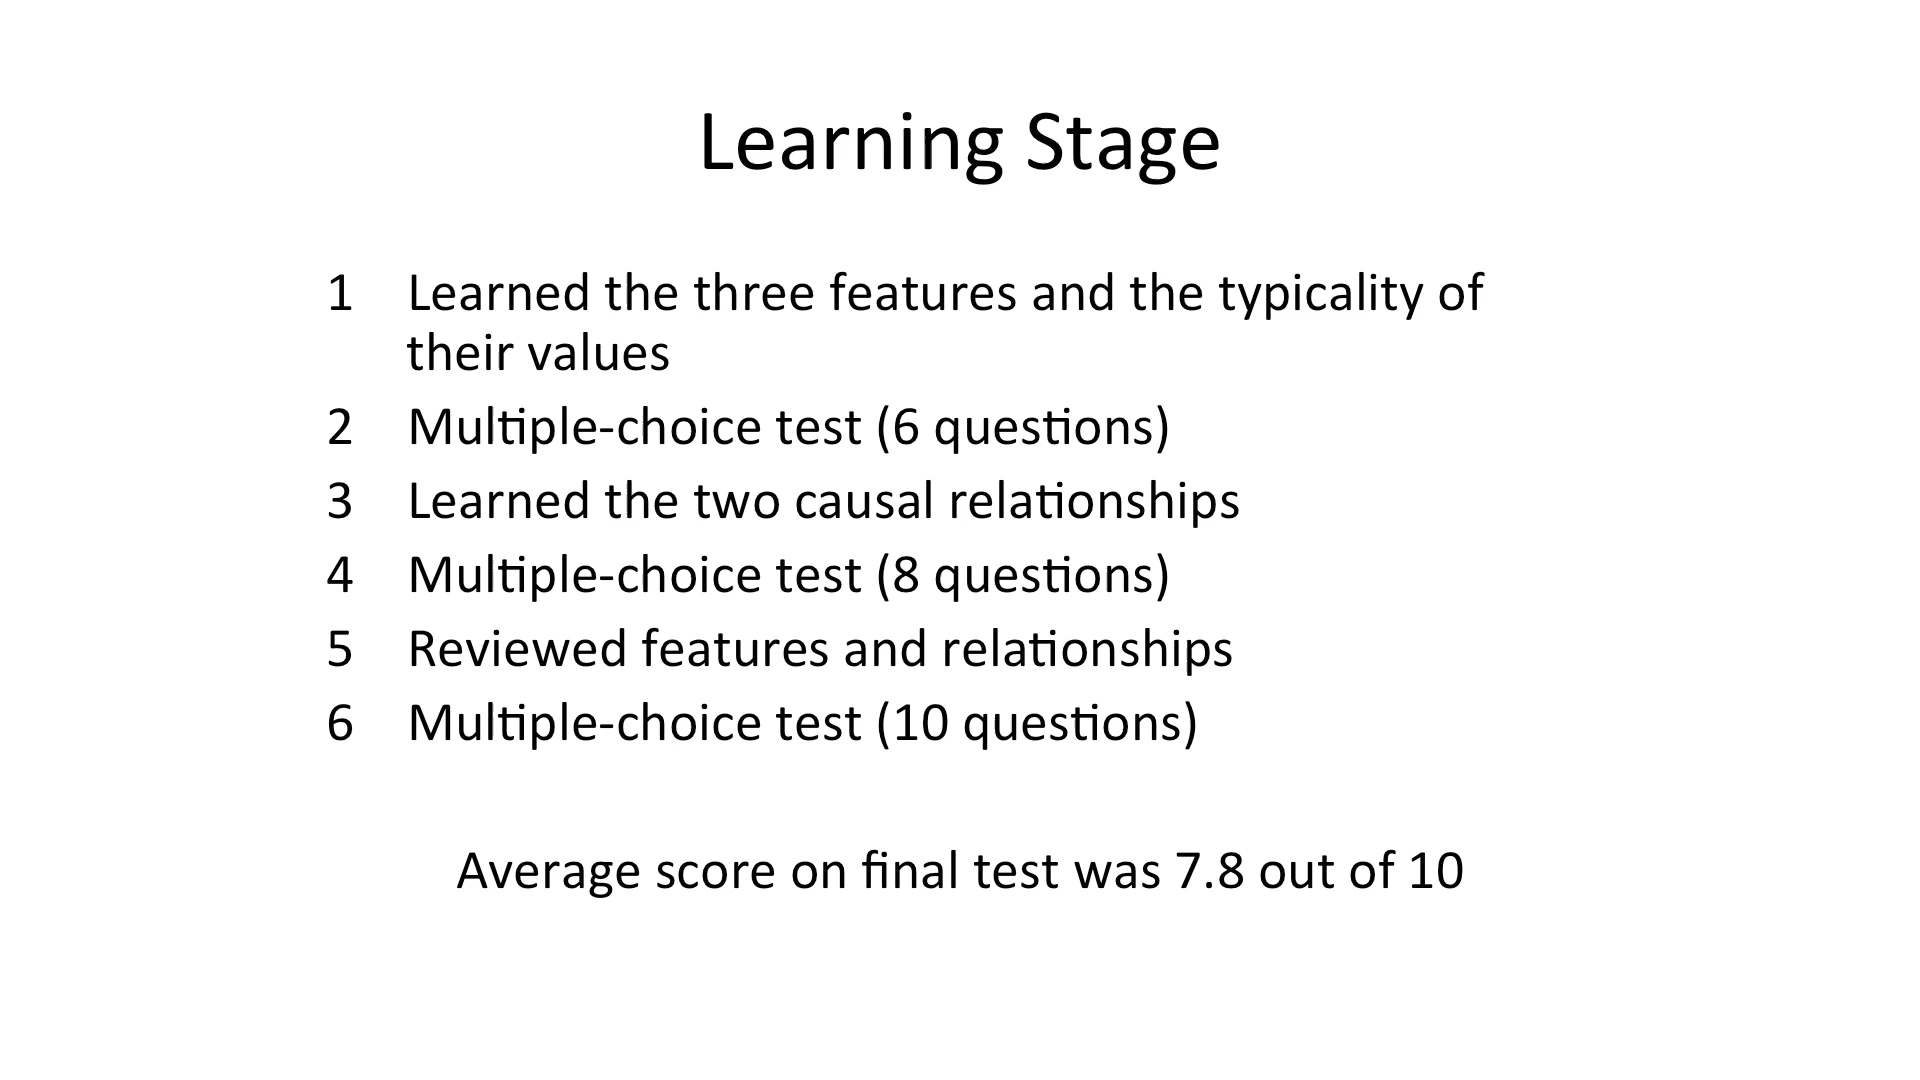 Learning Stage
1 Learned the three features and the typicality of
their values
2 Multiple-choice test (6 questions)
3 Learned the two causal relationships
4 Multiple-choice test (8 questions)
5 Reviewed features and relationships
6 Multiple-choice test (10 questions)
Average score on final test was 7.8 out of 10